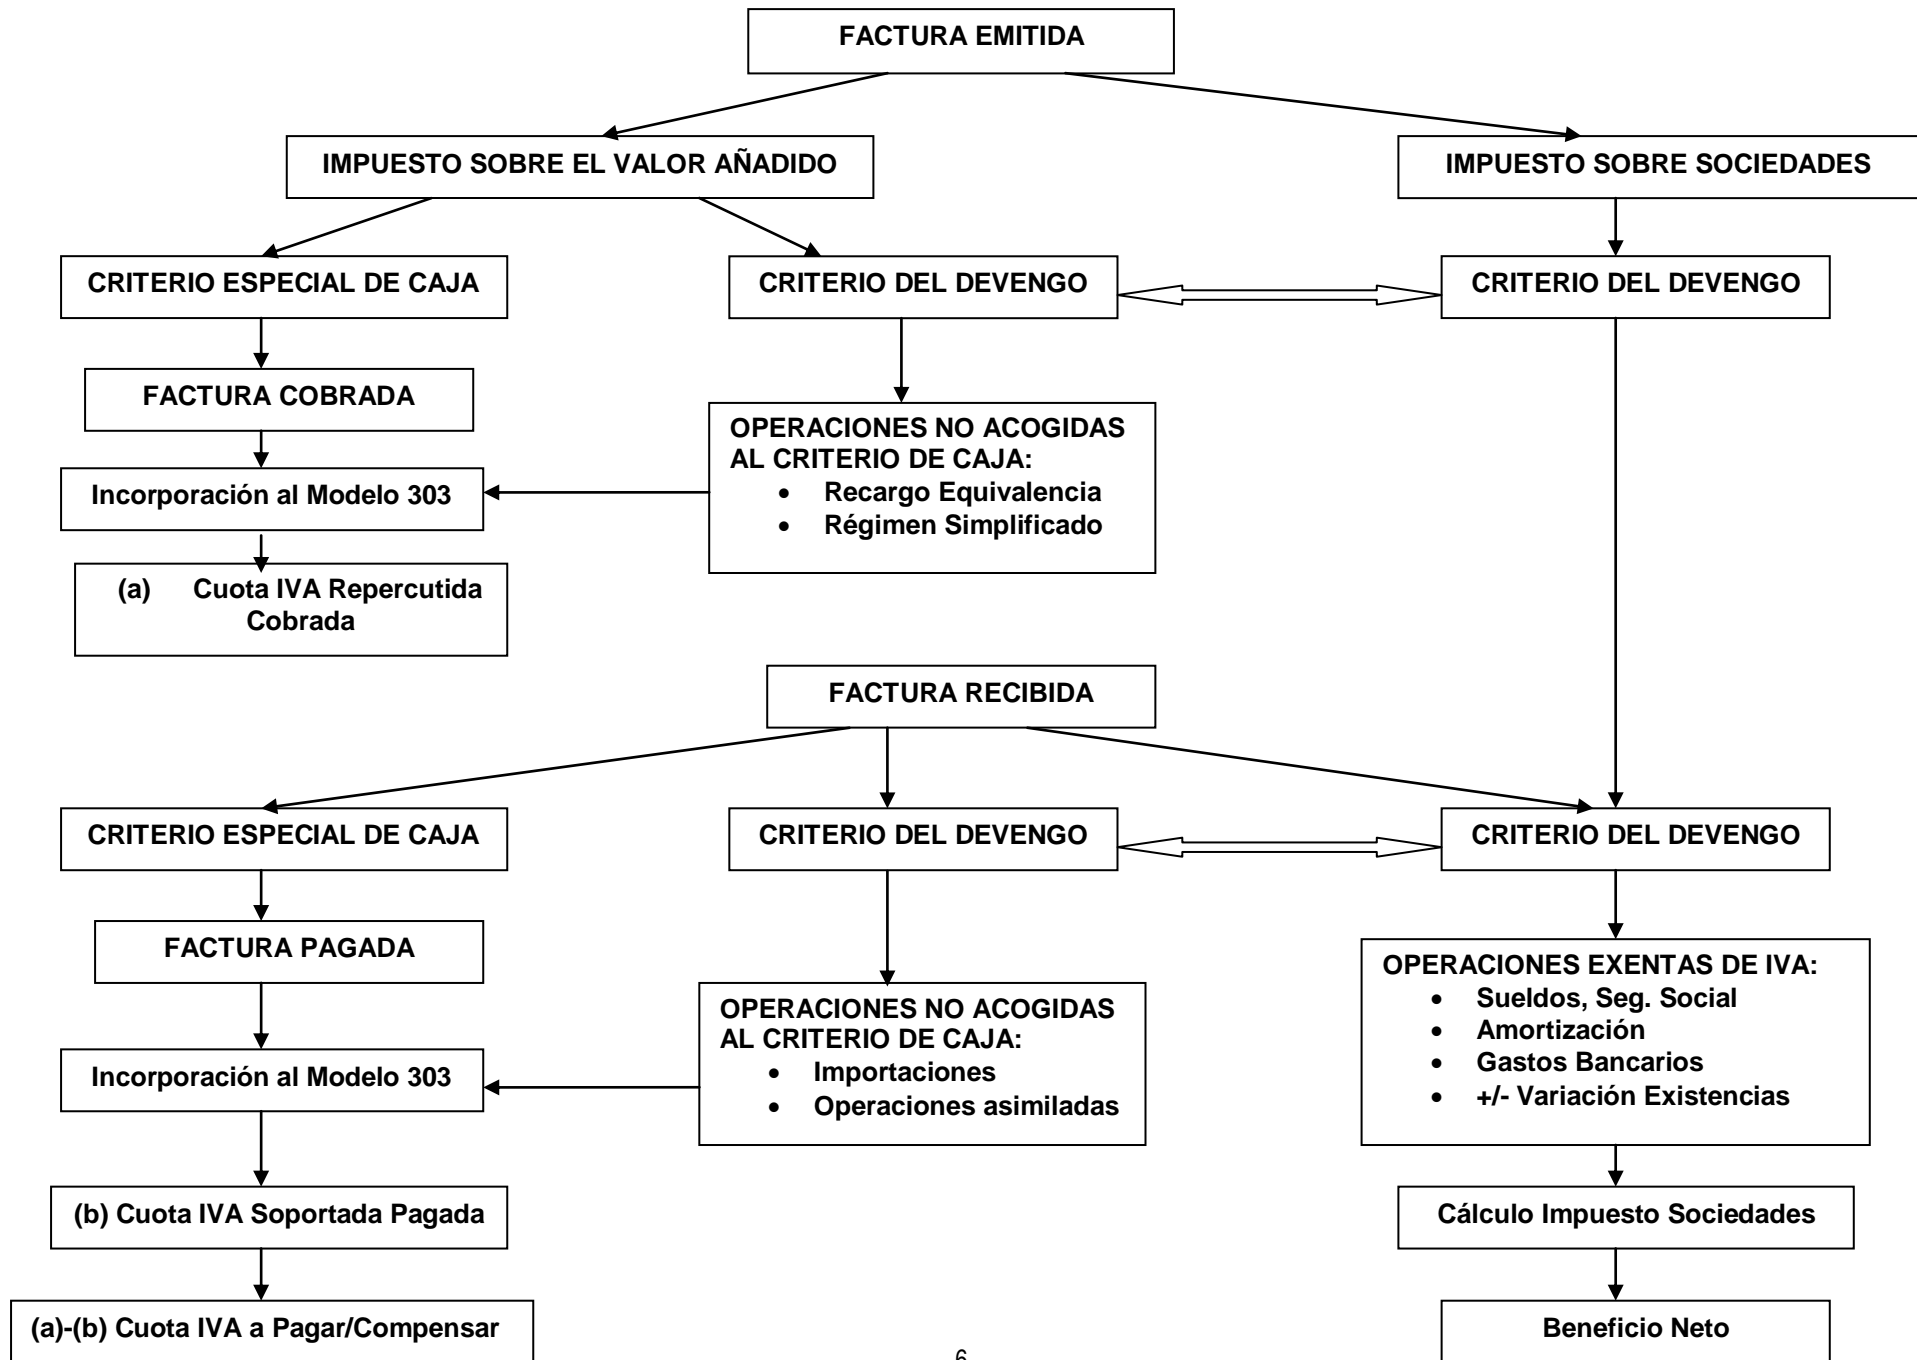 FACTURA EMITIDA
IMPUESTO SOBRE EL VALOR AÑADIDO
IMPUESTO SOBRE SOCIEDADES
CRITERIO ESPECIAL DE CAJA
CRITERIO DEL DEVENGO
CRITERIO DEL DEVENGO
FACTURA COBRADA
OPERACIONES NO ACOGIDAS
AL CRITERIO DE CAJA:
• Recargo Equivalencia
• Régimen Simplificado
Incorporación al Modelo 303
(a) Cuota IVA Repercutida
Cobrada
FACTURA RECIBIDA
CRITERIO ESPECIAL DE CAJA
CRITERIO DEL DEVENGO
CRITERIO DEL DEVENGO
FACTURA PAGADA
OPERACIONES NO ACOGIDAS
AL CRITERIO DE CAJA:
• Importaciones
• Operaciones asimiladas
OPERACIONES EXENTAS DE IVA:
• Sueldos, Seg. Social
• Amortización
• Gastos Bancarios
• +/- Variación Existencias
Incorporación al Modelo 303
(b) Cuota IVA Soportada Pagada
Cálculo Impuesto Sociedades
(a)-(b) Cuota IVA a Pagar/Compensar
Beneficio Neto
6